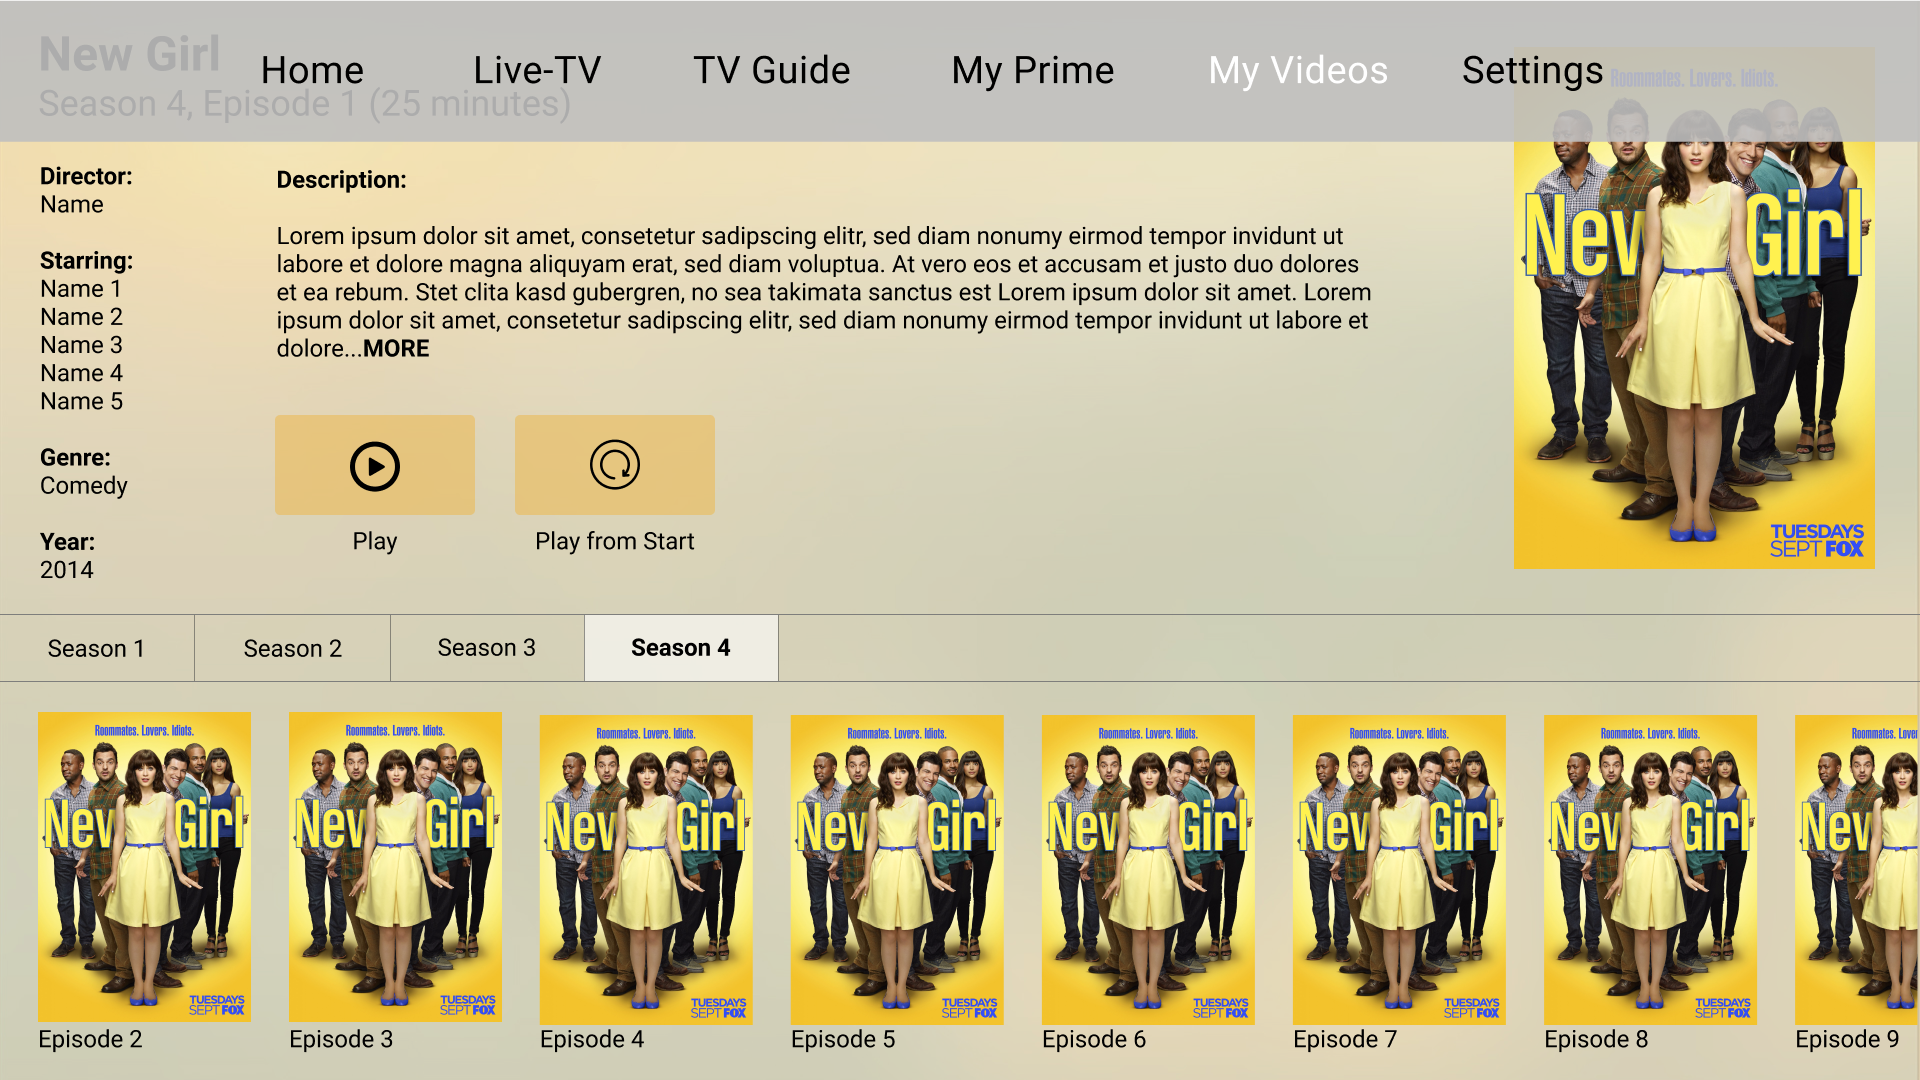 New Girl
Season 4, Episode 1 (25 minutes)
Home
Live-TV
TV Guide
My Prime
My Videos
Settings
Roommates. Lovers. Idiots.
New Girl
TUESDAYS
SEPT FOX
Director:
Name
Starring:
Name 1
Name 2
Name 3
Name 4
Name 5
Genre:
Comedy
Year:
2014
Description:
Lorem ipsum dolor sit amet, consetetur sadipscing elitr, sed diam nonumy eirmod tempor invidunt ut
labore et dolore magna aliquyam erat, sed diam voluptua. At vero eos et accusam et justo duo dolores
et ea rebum. Stet clita kasd gubergren, no sea takimata sanctus est Lorem ipsum dolor sit amet. Lorem
ipsum dolor sit amet, consetetur sadipscing elitr, sed diam nonumy eirmod tempor invidunt ut labore et
dolore...MORE
Play
Play from Start
Season 1
Season 2
Season 3
Season 4
Roommates. Lovers. Idiots.
New Girl
TUESDAYS
SEPT FOX
Episode 2
Roommates. Lovers. Idiots.
New Girl
TUESDAYS
SEPT FOX
Episode 3
Roommates. Lovers. Idiots.
New Girl
TUESDAYS
SEPT FOX
Episode 4
Roommates. Lovers. Idiots.
New Girl
TUESDAYS
SEPT FOX
Episode 5
Roommates. Lovers. Idiots.
New Girl
TUESDAYS
SEPT FOX
Episode 6
Roommates. Lovers. Idiots.
New Girl
TUESDAYS
SEPT FOX
Episode 7
Roommates. Lovers. Idiots.
New Girl
TUESDAYS
SEPT FOX
Episode 8
Roommates. Love
New
Episode 9